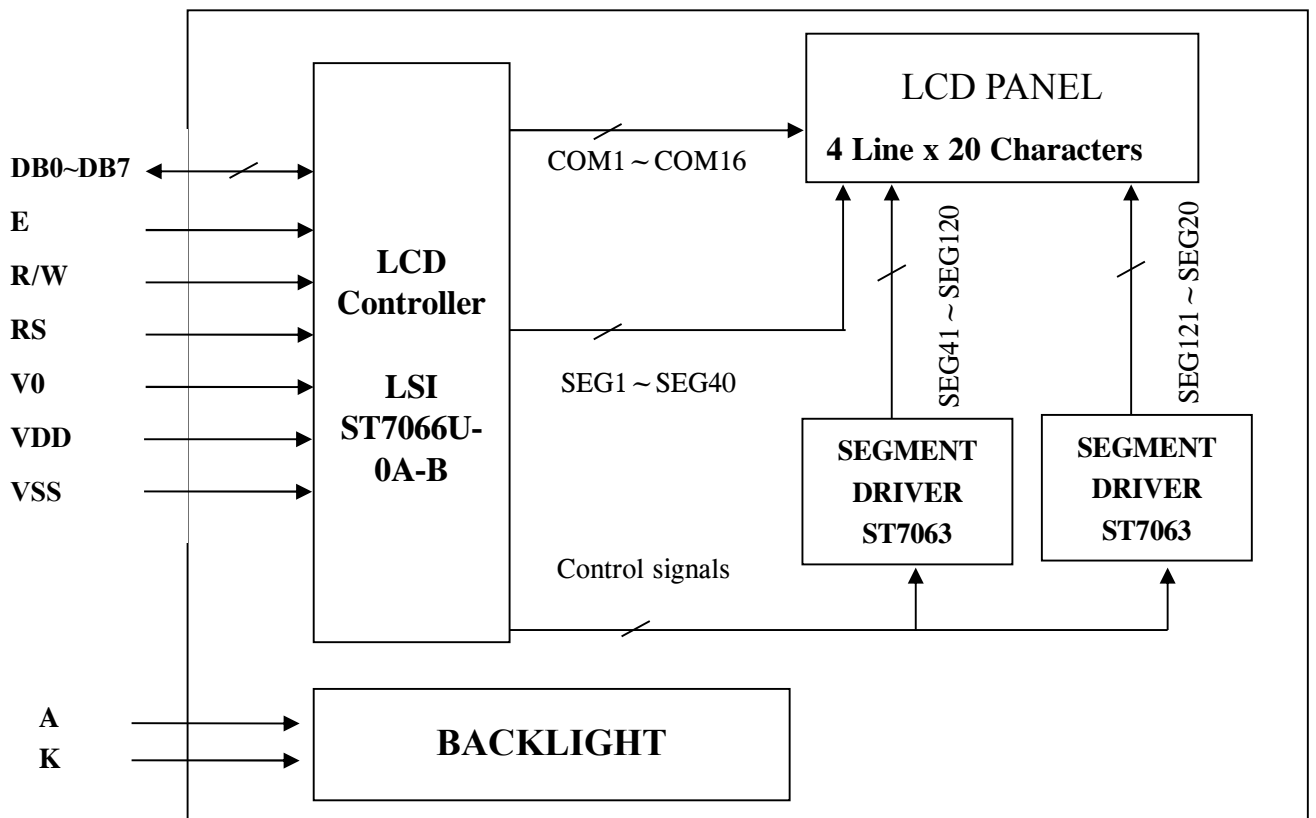 LCD PANEL
4 Line x 20 Characters
DB0~DB7
E
R/W
RS
V0
VDD
VSS
LCD
Controller
LSI
ST7066U-
0A-B
COM1 ~ COM16
SEG1 ~ SEG40
SEG41 ~ SEG120
SEG121 ~ SEG20
SEGMENT
DRIVER
ST7063
SEGMENT
DRIVER
ST7063
Control signals
A
K
BACKLIGHT